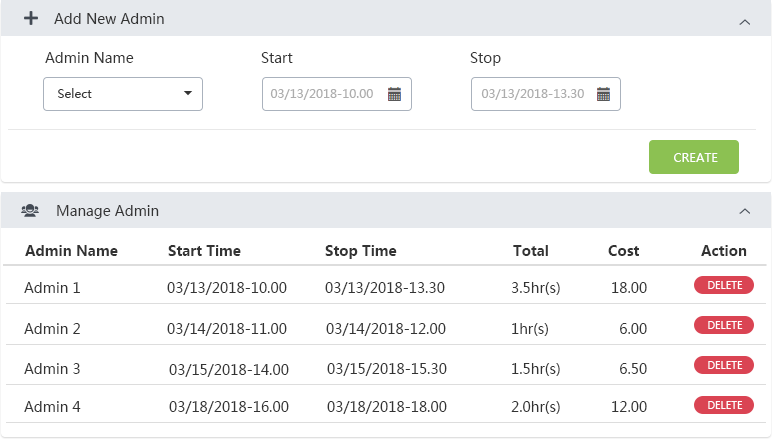 Add New Admin
Admin Name Start Stop
Select 03/13/2018-10.00 03/13/2018-13.30
CREATE
Manage Admin
Admin Name Start Time Stop Time Total Cost Action
Admin 1 03/13/2018-10.00 03/13/2018-13.30 3.5hr(s) 18.00 DELETE
Admin 2 03/14/2018-11.00 03/14/2018-12.00 1hr(s) 6.00 DELETE
Admin 3 03/15/2018-14.00 03/15/2018-15.30 1.5hr(s) 6.50 DELETE
Admin 4 03/18/2018-16.00 03/18/2018-18.00 2.0hr(s) 12.00 DELETE